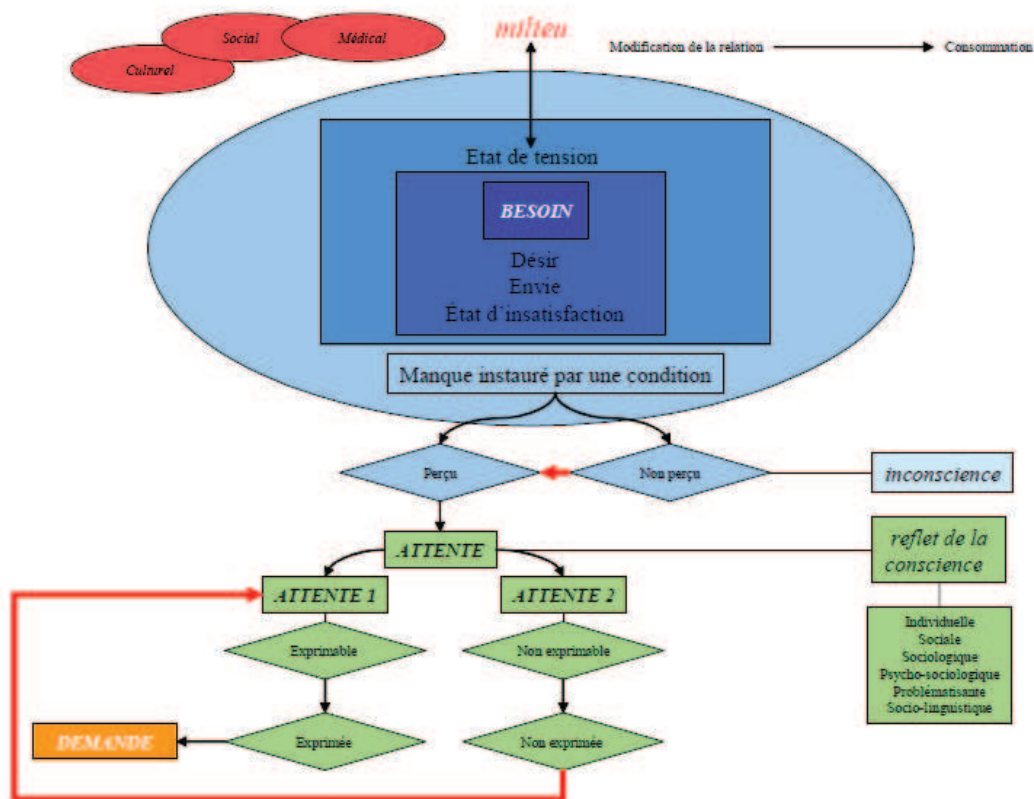 Social
Médical
Culturel
milieu
Modification de la relation
Consommation
Etat de tension
BESOIN
Désir
Envie
État d´insatisfaction
Manque instauré par une condition
Perçu
Non perçu
inconscience
ATTENTE
reflet de la
conscience
ATTENTE 1
ATTENTE 2
Individuelle
Sociale
Sociologique
Psycho-sociologique
Problématisante
Socio-linguistique
Exprimable
Non exprimable
DEMANDE
Exprimée
Non exprimée